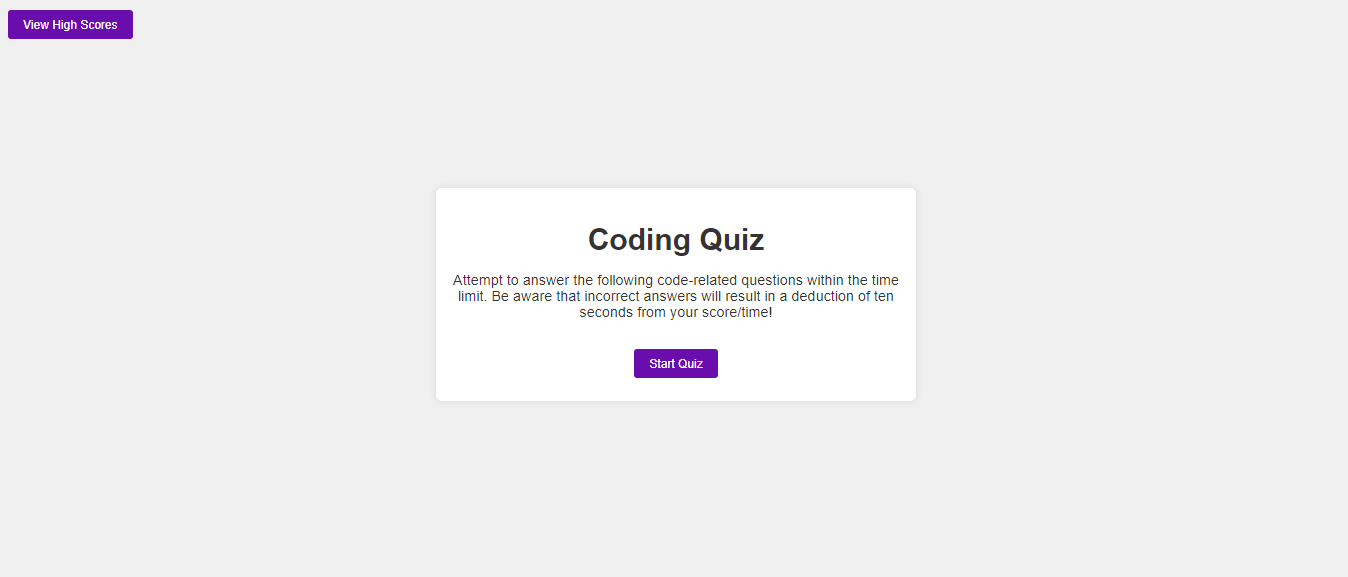 View High Scores
Coding Quiz
Attempt to answer the following code-related questions within the time
limit. Be aware that incorrect answers will result in a deduction of ten
seconds from your score/time!
Start Quiz